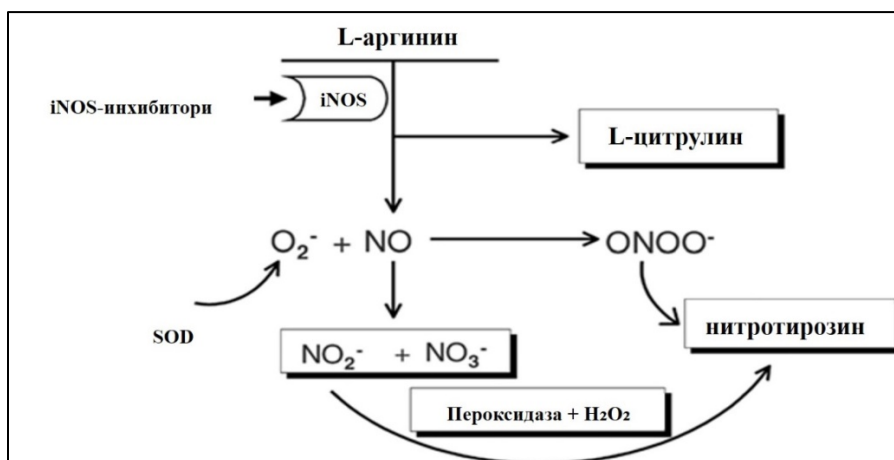 L-аргинин
iNOS-инхибитори
iNOS
L-цитрулин
O₂⁻ + NO
ONOO⁻
SOD
нитротирозин
NO₂⁻ + NO₃⁻
Пероксидаза + H₂O₂